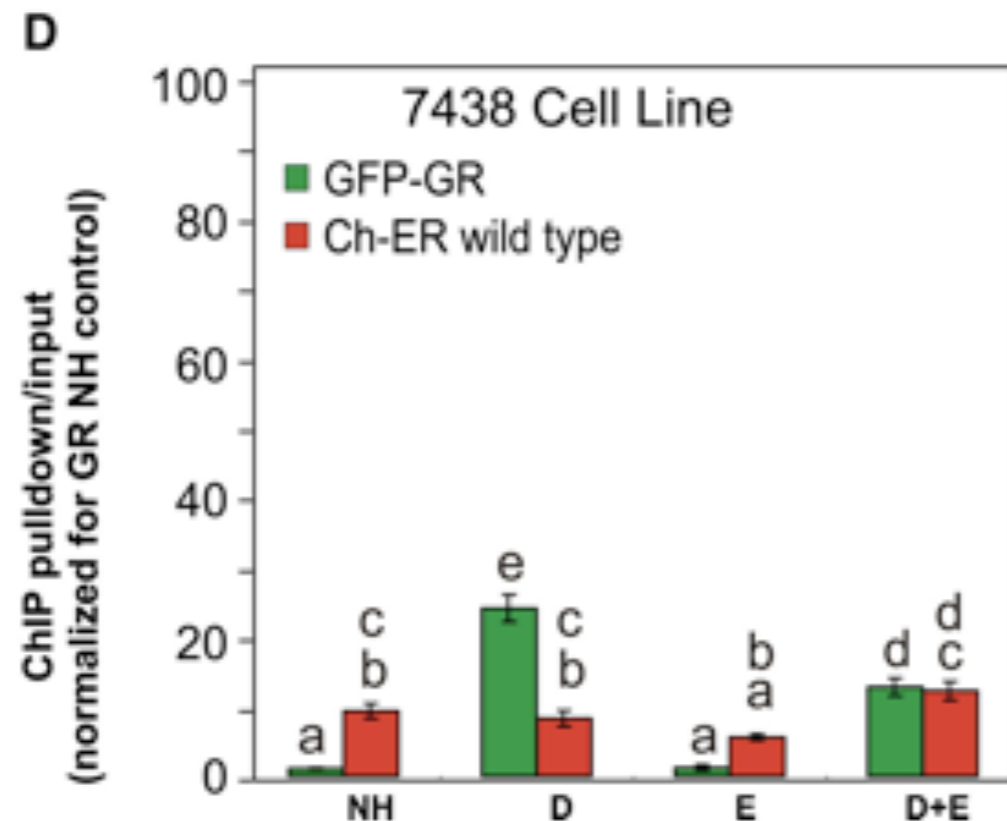 D
100
80
60
40
20
0
ChIP pulldown/input
(normalized for GR NH control)
7438 Cell Line
GFP-GR
Ch-ER wild type
a
c
b
e
c
b
a
b
a
d
d
c
NH D E D+E